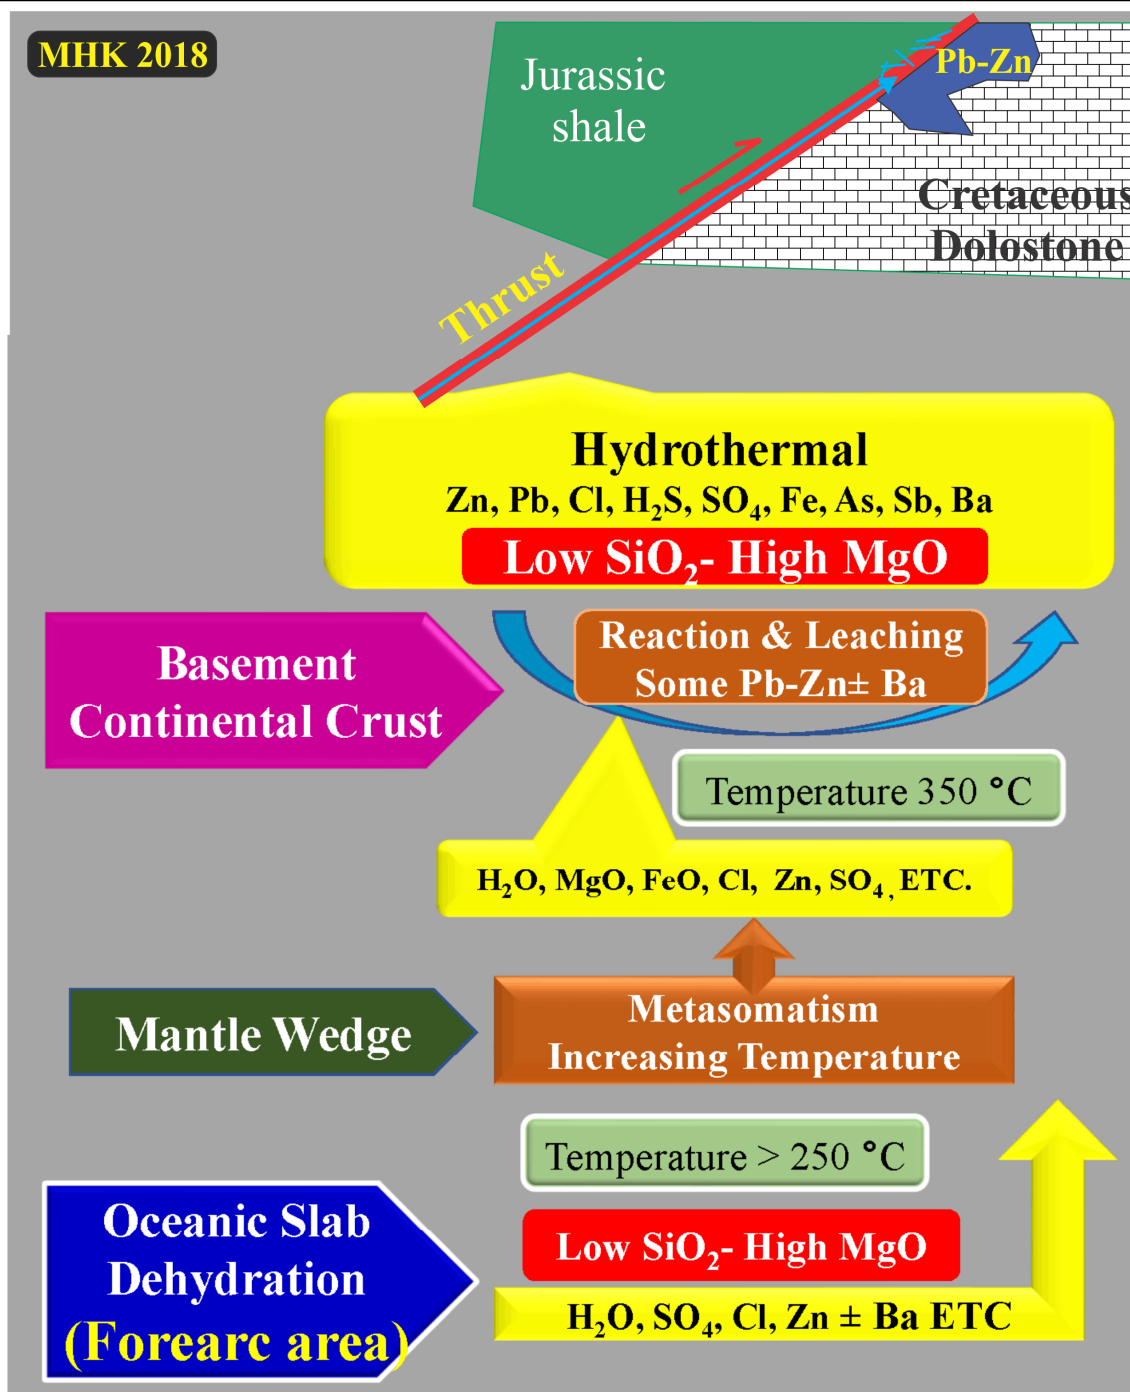 MHK 2018
Jurassic
shale
Pb-Zn
Cretaceous
Dolostone
Thrust
Hydrothermal
Zn, Pb, Cl, H₂S, SO₄, Fe, As, Sb, Ba
Low SiO₂- High MgO
Reaction & Leaching
Some Pb-Zn± Ba
Basement
Continental Crust
Temperature 350 °C
H₂O, MgO, FeO, Cl, Zn, SO₄, ETC.
Metasomatism
Increasing Temperature
Mantle Wedge
Temperature > 250 °C
Oceanic Slab
Dehydration
(Forearc area)
Low SiO₂- High MgO
H₂O, SO₄, Cl, Zn ± Ba ETC